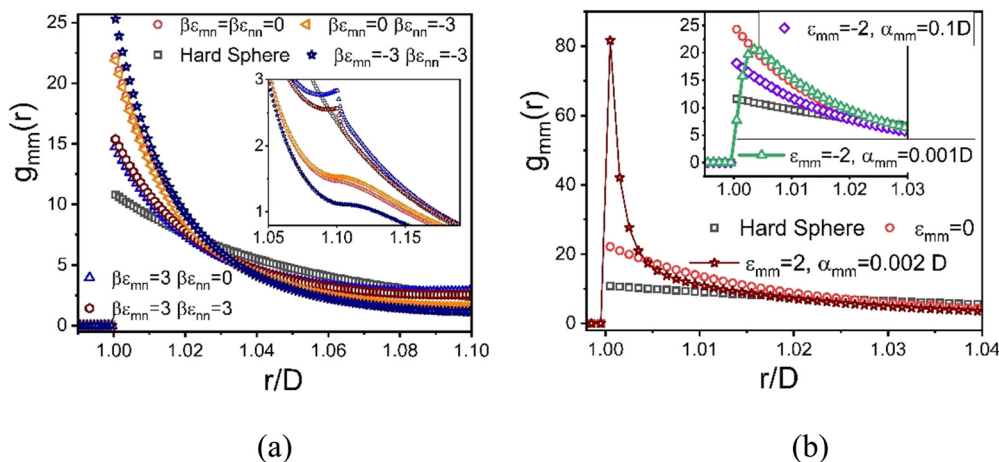 βε_mn=βε_nn=0 βε_mn=0 βε_nn=-3
Hard Sphere βε_mn=-3 βε_nn=-3
25
20
15
10
5
0
g_mm(r)
3
2
1
1.05 1.10 1.15
βε_mn=3 βε_nn=0
βε_mn=3 βε_nn=3
1.00 1.02 1.04 1.06 1.08 1.10
r/D
(a)
80
60
40
20
0
g_mm(r)
25
20
15
10
5
0
ε_mm=-2, α_mm=0.1D
1.00 1.01 1.02 1.03
ε_mm=-2, α_mm=0.001D
Hard Sphere ε_mm=0
ε_mm=2, α_mm=0.002 D
1.00 1.01 1.02 1.03 1.04
r/D
(b)